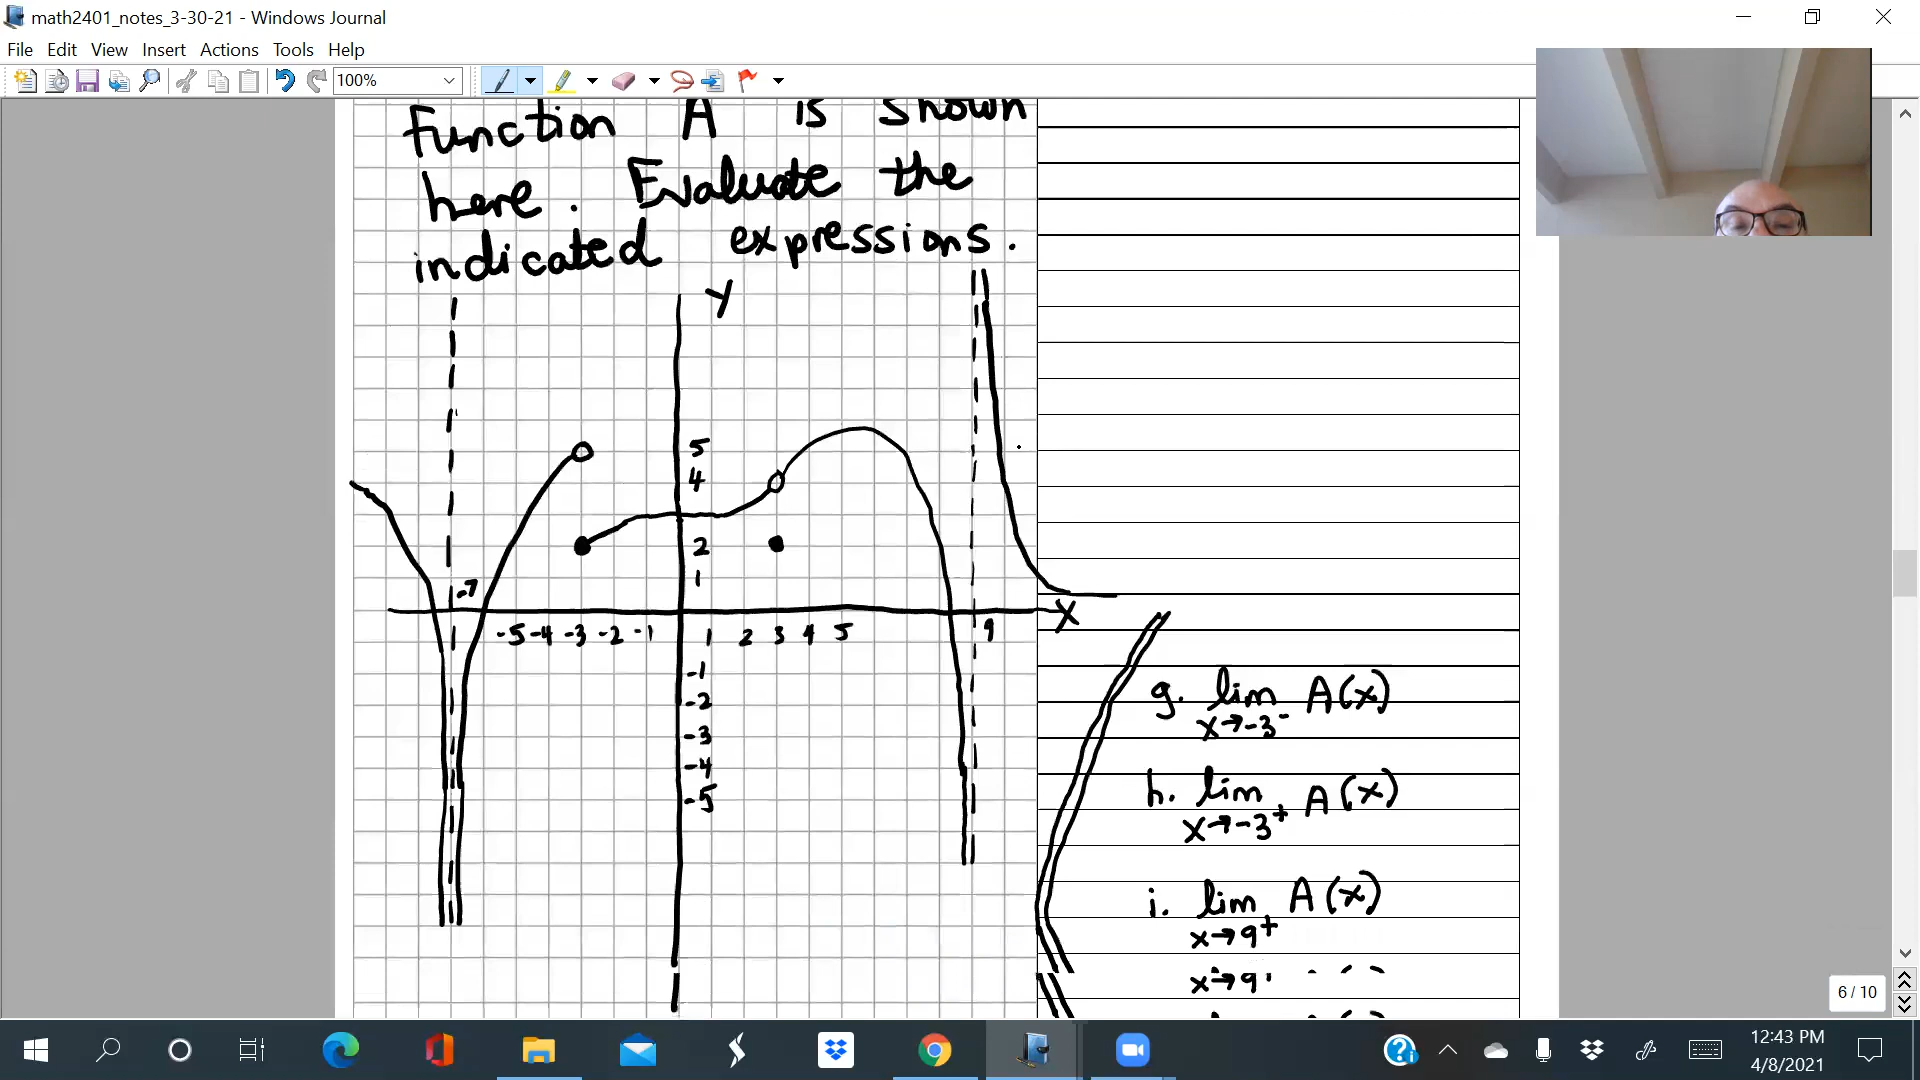 math2401_notes_3-30-21 - Windows Journal
File Edit View Insert Actions Tools Help
100%
Function A is shown
here. Evaluate the
indicated expressions.
Y
5
4
2
1
-7
-5 -4 -3 -2 -1 1 2 3 4 5 9
X
-1
-2
-3
-4
-5
g. lim A(x)
x→-3⁻
h. lim A(x)
x→-3⁺
i. lim A(x)
x→9⁺
x→9
6 / 10
12:43 PM
4/8/2021